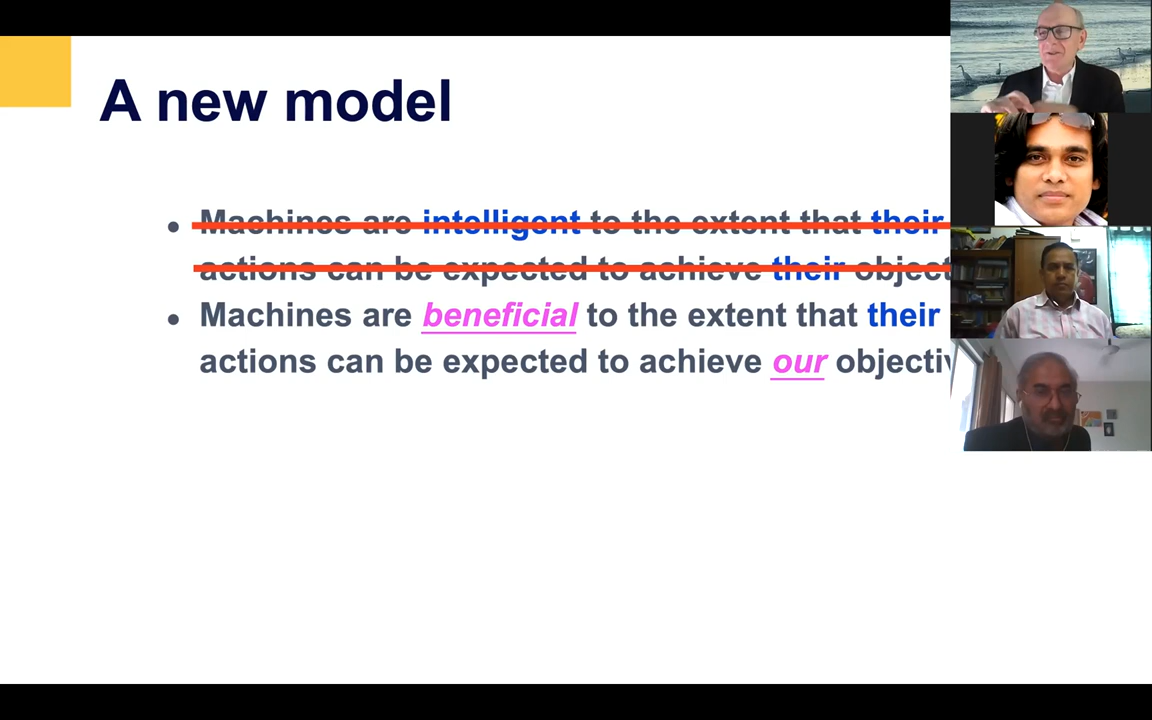 A new model
• Machines are intelligent to the extent that their
actions can be expected to achieve their
• Machines are beneficial to the extent that their
actions can be expected to achieve our